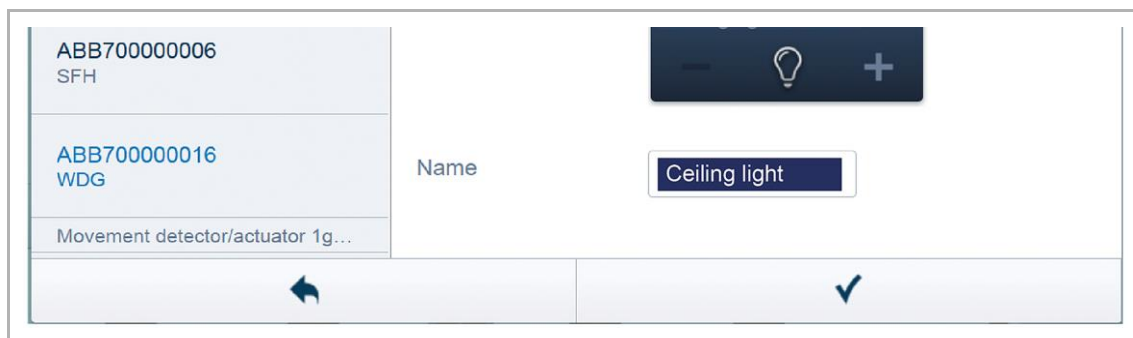 ABB700000006
SFH
ABB700000016
WDG
Name
Ceiling light
Movement detector/actuator 1g...